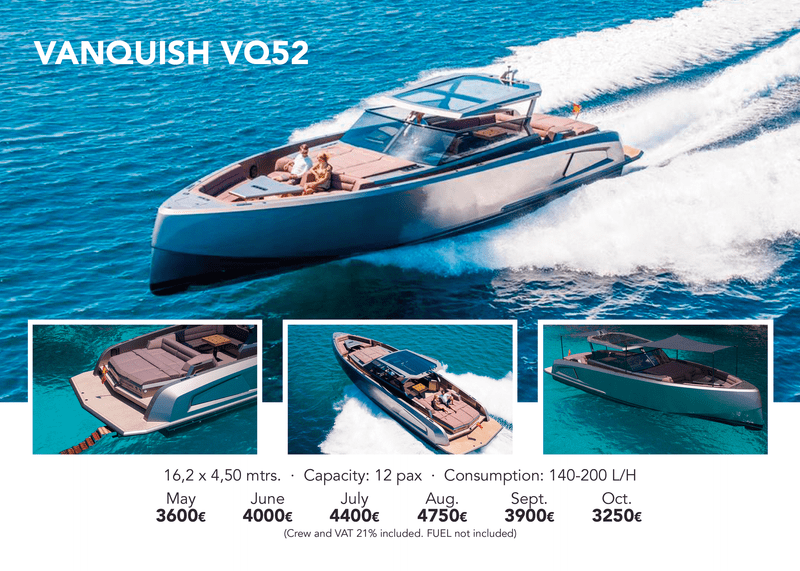 VANQUISH VQ52
16,2 x 4,50 mtrs. · Capacity: 12 pax · Consumption: 140-200 L/H
May June July Aug. Sept. Oct.
3600€ 4000€ 4400€ 4750€ 3900€ 3250€
(Crew and VAT 21% included. FUEL not included)